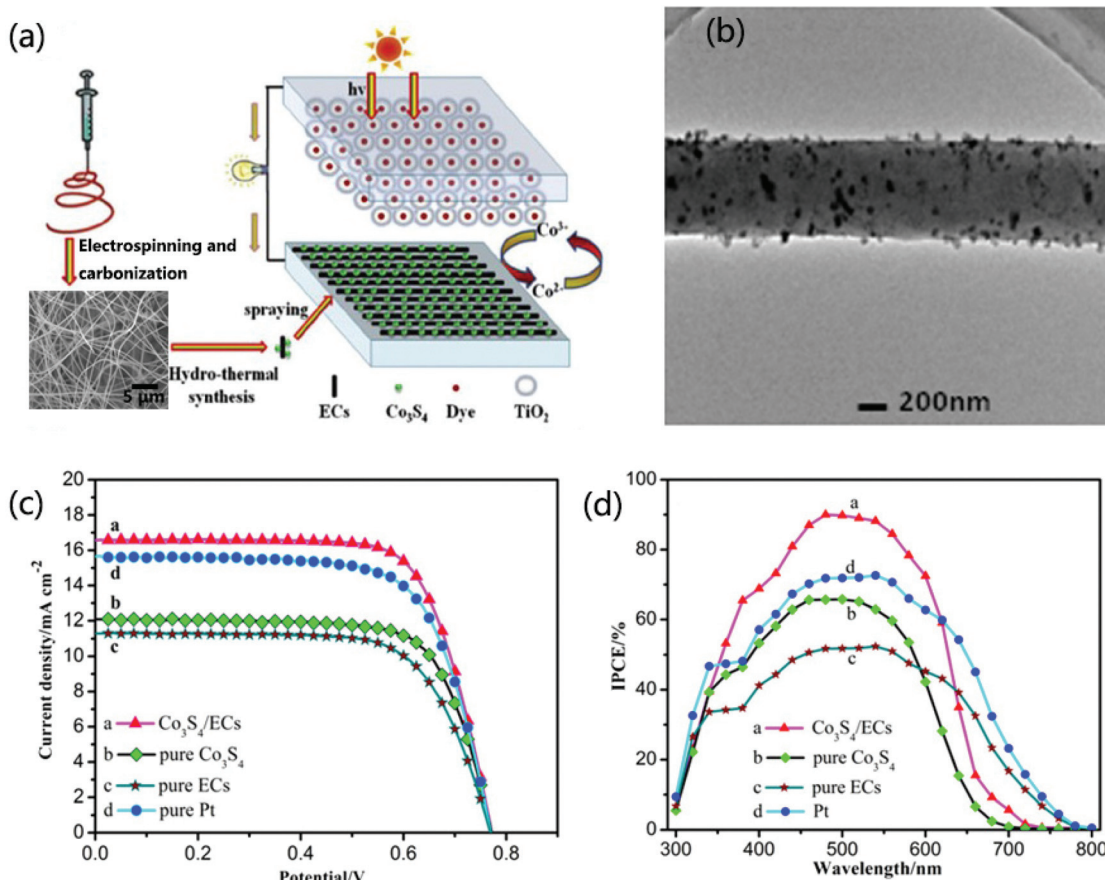 (a)
hv
Electrospinning and
carbonization
Co3+
Co2+
spraying
5 μm
Hydro-thermal
synthesis
ECs
Co3S4
Dye
TiO2
(b)
200nm
(c)
20
18
16
14
12
10
8
6
4
2
0
Current density/mA cm-2
a
d
b
c
a Co3S4/ECs
b pure Co3S4
c pure ECs
d pure Pt
0.0 0.2 0.4 0.6 0.8
Potential/V
(d)
100
80
60
40
20
0
IPCE/%
a
d
b
c
a Co3S4/ECs
b pure Co3S4
c pure ECs
d Pt
300 400 500 600 700 800
Wavelength/nm